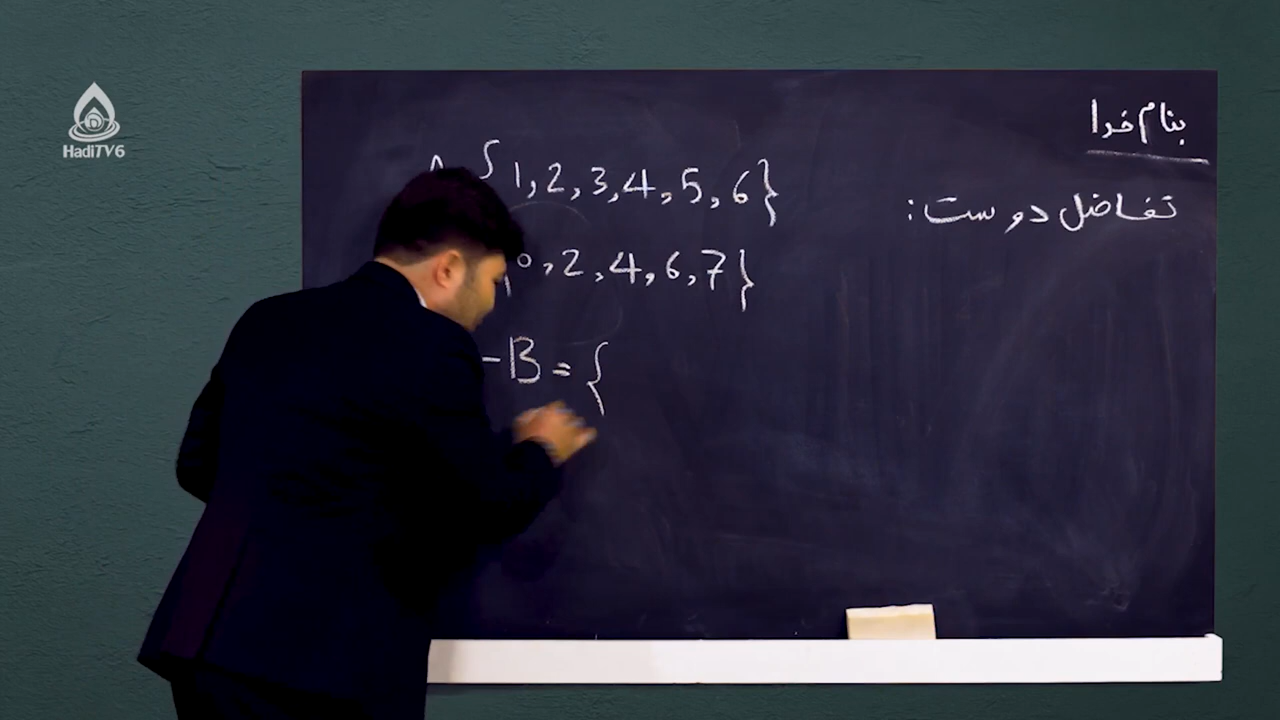 HadiTV6
بنام خدا
تفاضل دو ست:
{ 1, 2, 3, 4, 5, 6 }
0, 2, 4, 6, 7 }
-B = {